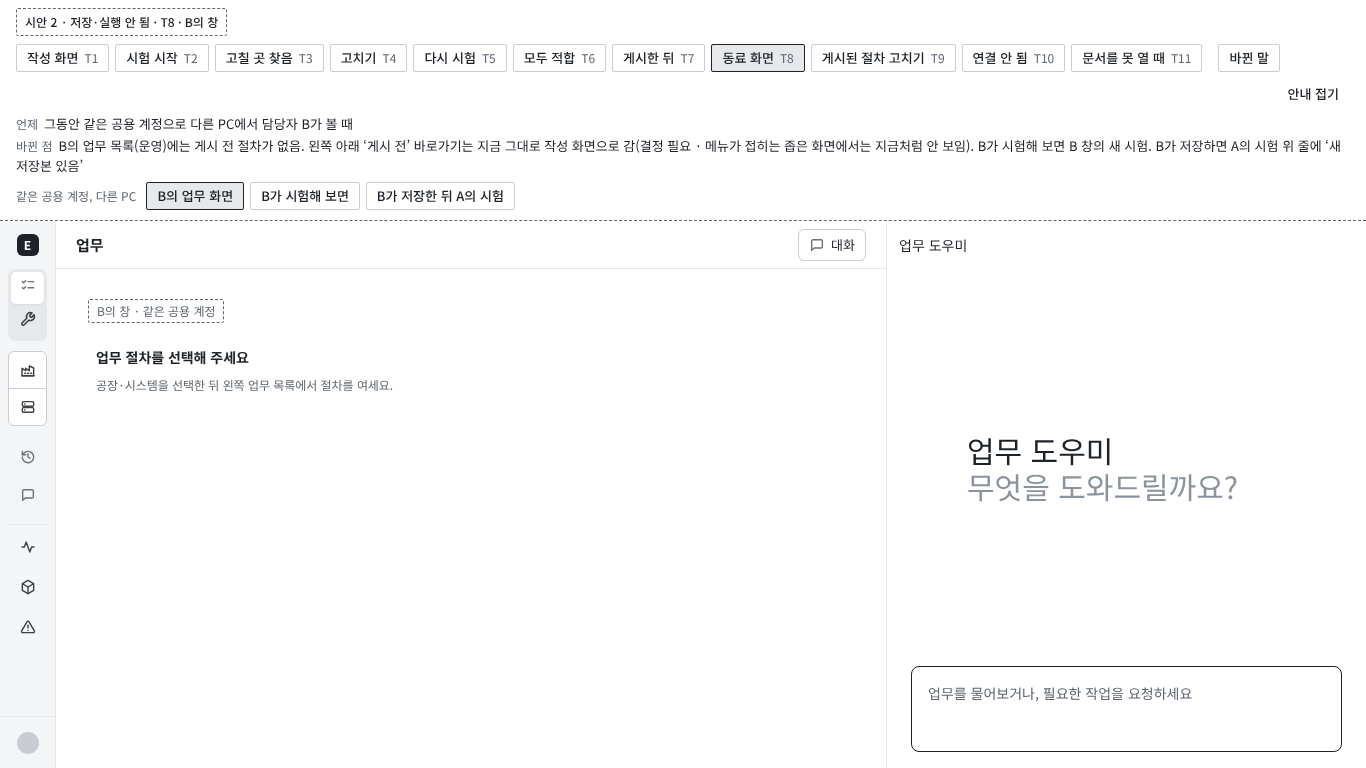 시안 2 · 저장·실행 안 됨 · T8 · B의 창
작성 화면 T1 시험 시작 T2 고칠 곳 찾음 T3 고치기 T4 다시 시험 T5 모두 적합 T6 게시한 뒤 T7 동료 화면 T8 게시된 절차 고치기 T9 연결 안 됨 T10 문서를 못 열 때 T11 바뀐 말
안내 접기
언제 그동안 같은 공용 계정으로 다른 PC에서 담당자 B가 볼 때
바뀐 점 B의 업무 목록(운영)에는 게시 전 절차가 없음. 왼쪽 아래 ‘게시 전’ 바로가기는 지금 그대로 작성 화면으로 감(결정 필요 · 메뉴가 접히는 좁은 화면에서는 지금처럼 안 보임). B가 시험해 보면 B 창의 새 시험. B가 저장하면 A의 시험 위 줄에 ‘새
저장본 있음’
같은 공용 계정, 다른 PC B의 업무 화면 B가 시험해 보면 B가 저장한 뒤 A의 시험
E
업무
대화
업무 도우미
B의 창 · 같은 공용 계정
업무 절차를 선택해 주세요
공장·시스템을 선택한 뒤 왼쪽 업무 목록에서 절차를 여세요.
업무 도우미
무엇을 도와드릴까요?
업무를 물어보거나, 필요한 작업을 요청하세요